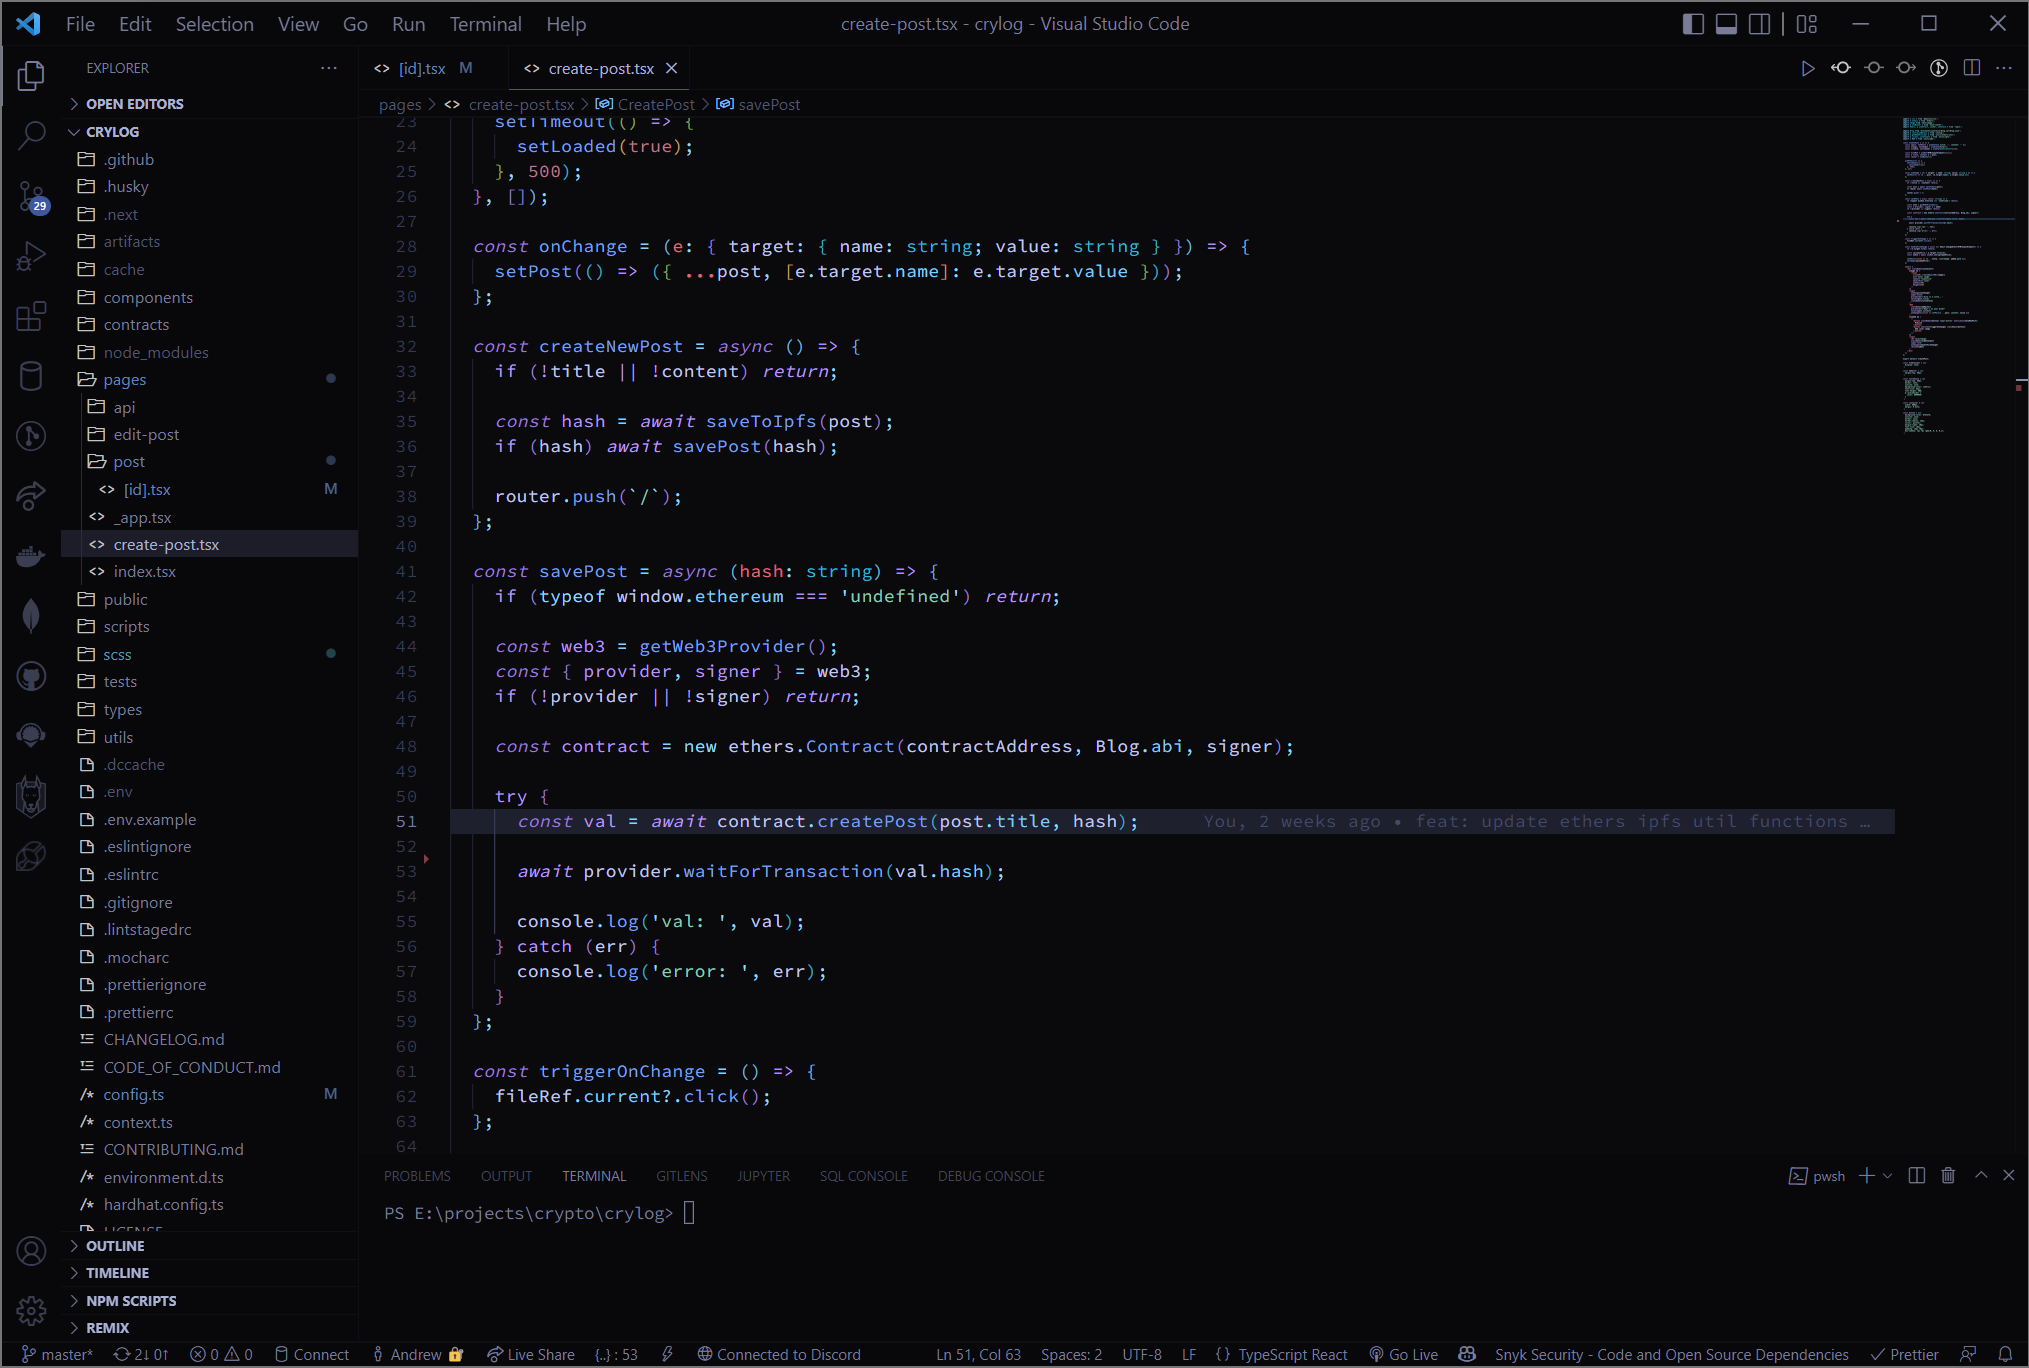 File Edit Selection View Go Run Terminal Help
create-post.tsx - crylog - Visual Studio Code
EXPLORER
OPEN EDITORS
CRYLOG
.github
.husky
.next
artifacts
cache
components
contracts
node_modules
pages
api
edit-post
post
[id].tsx M
_app.tsx
create-post.tsx
index.tsx
public
scripts
scss
tests
types
utils
.dccache
.env
.env.example
.eslintignore
.eslintrc
.gitignore
.lintstagedrc
.mocharc
.prettierignore
.prettierrc
CHANGELOG.md
CODE_OF_CONDUCT.md
config.ts M
context.ts
CONTRIBUTING.md
environment.d.ts
hardhat.config.ts
LICENSE
OUTLINE
TIMELINE
NPM SCRIPTS
REMIX
29
[id].tsx M
create-post.tsx
pages > create-post.tsx > CreatePost > savePost
23 setTimeout(() => {
24 setLoaded(true);
25 }, 500);
26 }, []);
27
28 const onChange = (e: { target: { name: string; value: string } }) => {
29 setPost(() => ({ ...post, [e.target.name]: e.target.value }));
30 };
31
32 const createNewPost = async () => {
33 if (!title || !content) return;
34
35 const hash = await saveToIpfs(post);
36 if (hash) await savePost(hash);
37
38 router.push(`/`);
39 };
40
41 const savePost = async (hash: string) => {
42 if (typeof window.ethereum === 'undefined') return;
43
44 const web3 = getWeb3Provider();
45 const { provider, signer } = web3;
46 if (!provider || !signer) return;
47
48 const contract = new ethers.Contract(contractAddress, Blog.abi, signer);
49
50 try {
51 const val = await contract.createPost(post.title, hash); You, 2 weeks ago • feat: update ethers ipfs util functions …
52
53 await provider.waitForTransaction(val.hash);
54
55 console.log('val: ', val);
56 } catch (err) {
57 console.log('error: ', err);
58 }
59 };
60
61 const triggerOnChange = () => {
62 fileRef.current?.click();
63 };
64
PROBLEMS OUTPUT TERMINAL GITLENS JUPYTER SQL CONSOLE DEBUG CONSOLE
pwsh
PS E:\projects\crypto\crylog>
master* 2↓ 0↑ 0 0 Connect Andrew Live Share {..} : 53 Connected to Discord Ln 51, Col 63 Spaces: 2 UTF-8 LF {} TypeScript React Go Live Snyk Security - Code and Open Source Dependencies Prettier